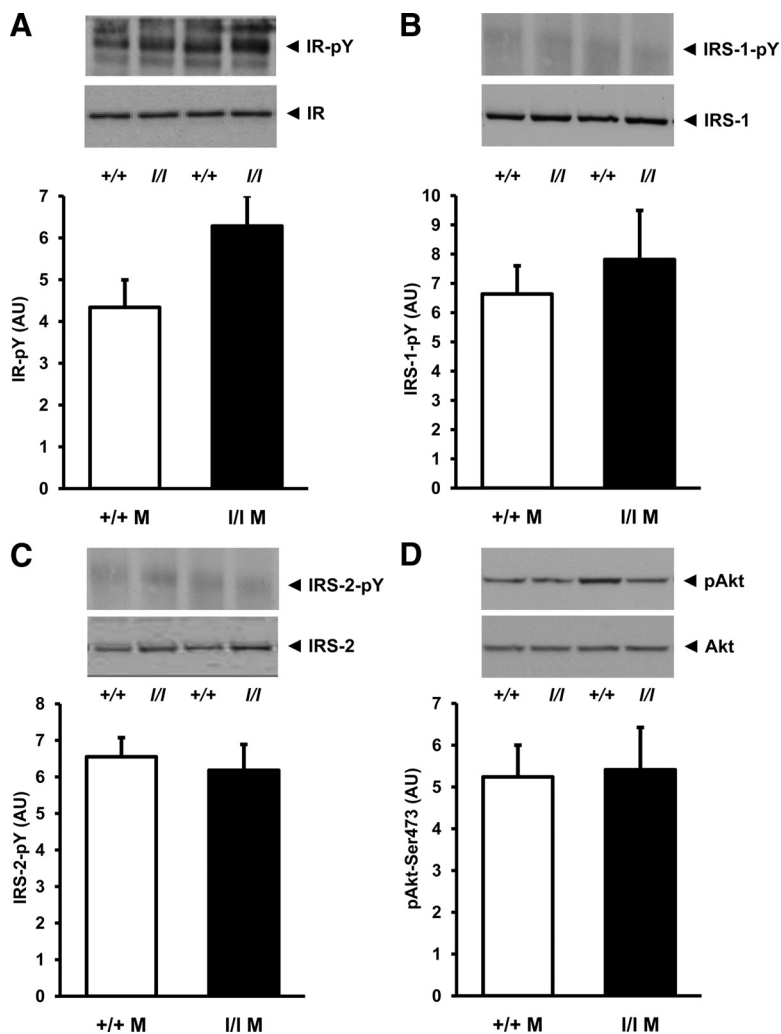 A
IR-pY
IR
+/+ l/l +/+ l/l
7
6
5
4
3
2
1
0
IR-pY (AU)
+/+ M l/l M
B
IRS-1-pY
IRS-1
+/+ l/l +/+ l/l
10
9
8
7
6
5
4
3
2
1
0
IRS-1-pY (AU)
+/+ M l/l M
C
IRS-2-pY
IRS-2
+/+ l/l +/+ l/l
8
7
6
5
4
3
2
1
0
IRS-2-pY (AU)
+/+ M l/l M
D
pAkt
Akt
+/+ l/l +/+ l/l
7
6
5
4
3
2
1
0
pAkt-Ser473 (AU)
+/+ M l/l M